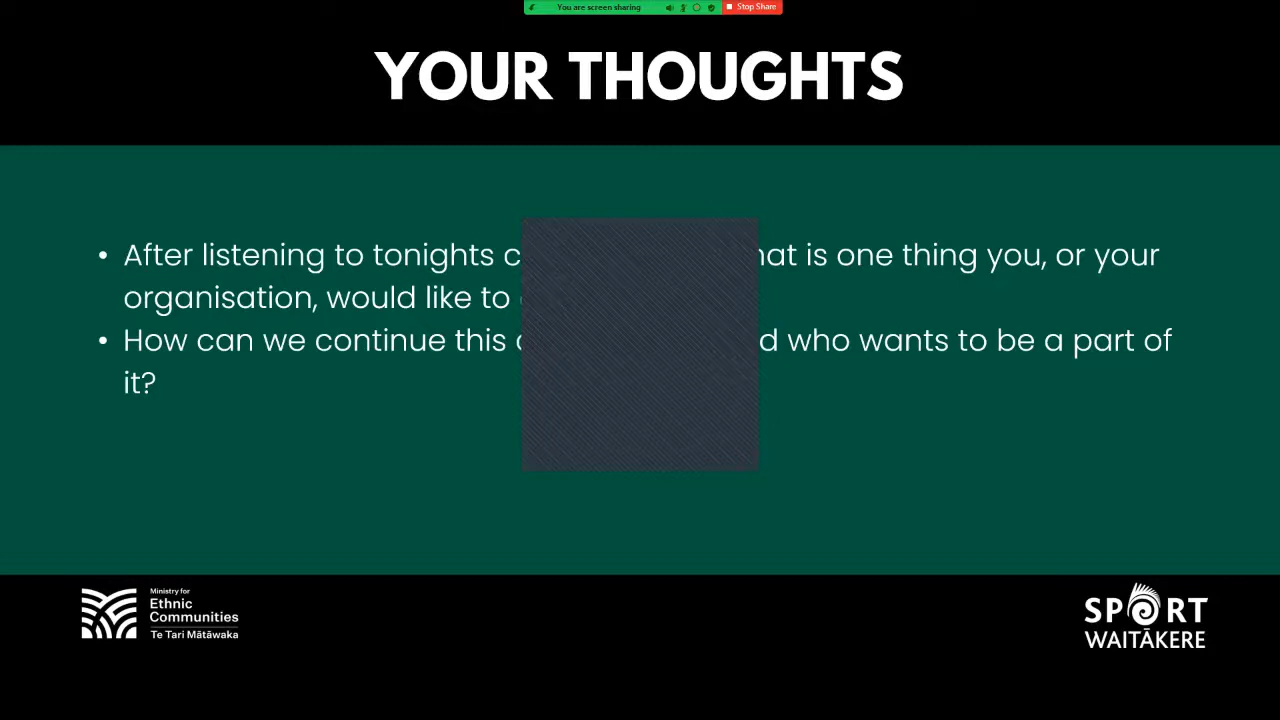 You are screen sharing
Stop Share
YOUR THOUGHTS
• After listening to tonights is one thing you, or your
organisation, would like to
• How can we continue this who wants to be a part of
it?
Ministry for
Ethnic
Communities
Te Tari Mātāwaka
SPORT
WAITĀKERE